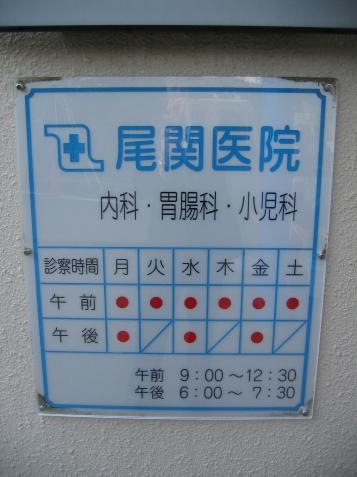 尾関医院
内科・胃腸科・小児科
診察時間 月 火 水 木 金 土
午前 ● ● ● ● ● ●
午後 ● ／ ● ／ ● ／
午前 9：00～12：30
午後 6：00～ 7：30